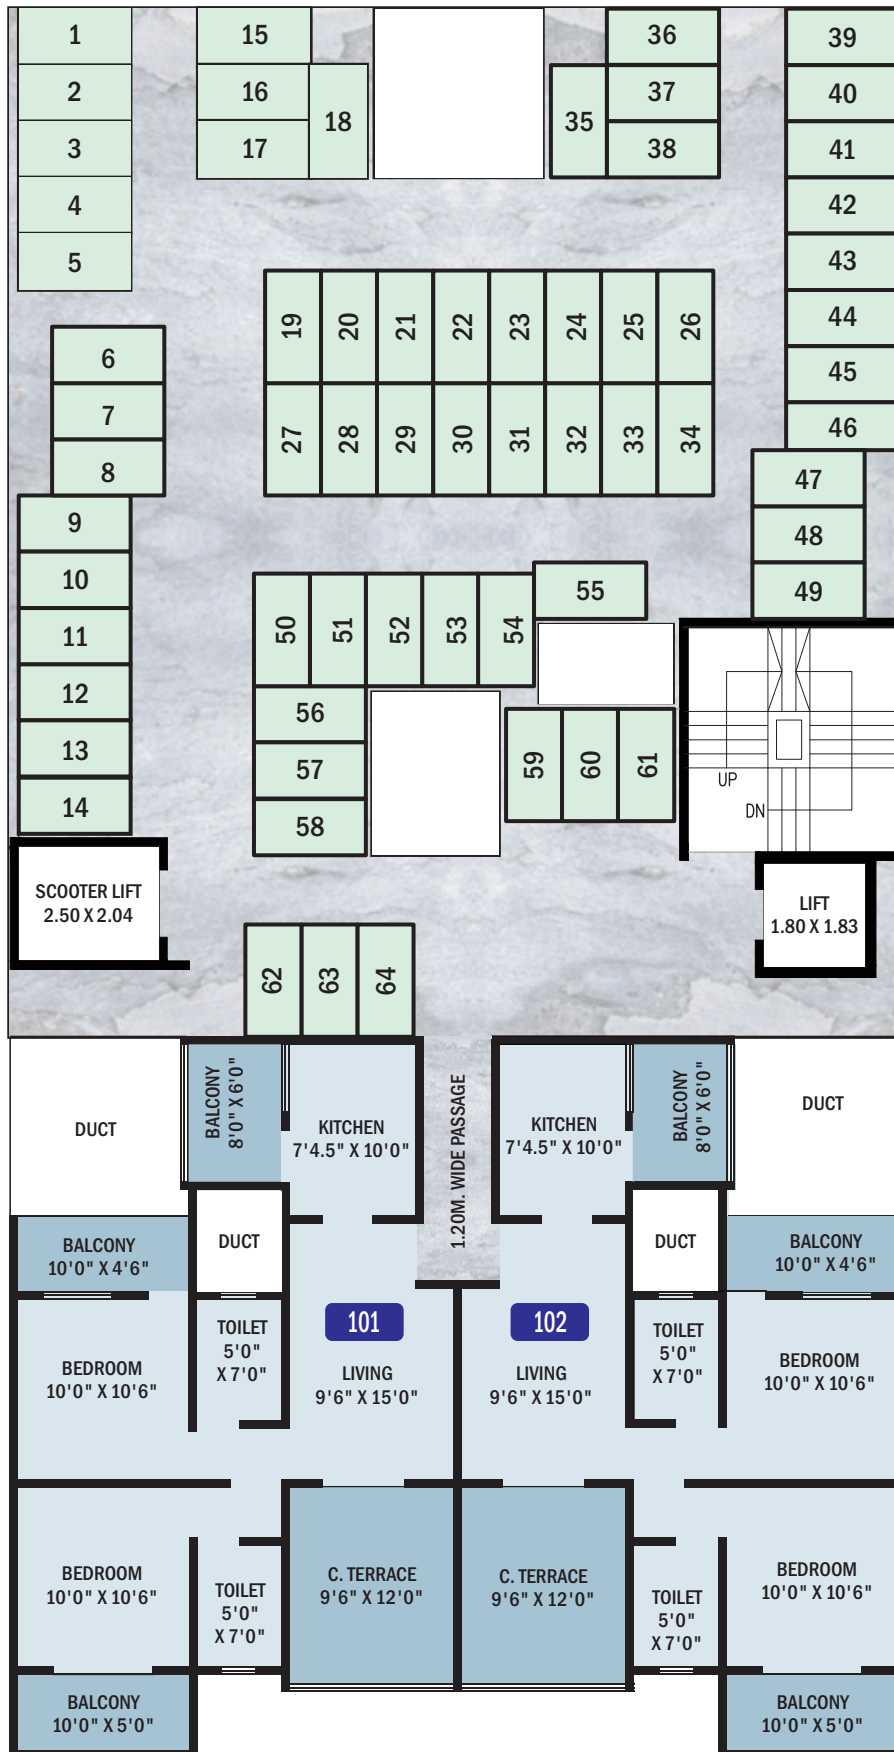 1
15
36
39
2
16
18
35
37
40
3
17
38
41
4
42
5
43
19
20
21
22
23
24
25
26
44
6
45
7
27
28
29
30
31
32
33
34
46
8
47
9
48
10
55
49
11
50
51
52
53
54
12
56
13
57
59
60
61
14
58
UP
DN
SCOOTER LIFT
2.50 X 2.04
LIFT
1.80 X 1.83
62
63
64
DUCT
BALCONY
8'0" X 6'0"
KITCHEN
7'4.5" X 10'0"
1.20M. WIDE PASSAGE
KITCHEN
7'4.5" X 10'0"
BALCONY
8'0" X 6'0"
DUCT
BALCONY
10'0" X 4'6"
DUCT
DUCT
BALCONY
10'0" X 4'6"
101
102
BEDROOM
10'0" X 10'6"
TOILET
5'0"
X 7'0"
LIVING
9'6" X 15'0"
LIVING
9'6" X 15'0"
TOILET
5'0"
X 7'0"
BEDROOM
10'0" X 10'6"
BEDROOM
10'0" X 10'6"
TOILET
5'0"
X 7'0"
C. TERRACE
9'6" X 12'0"
C. TERRACE
9'6" X 12'0"
TOILET
5'0"
X 7'0"
BEDROOM
10'0" X 10'6"
BALCONY
10'0" X 5'0"
BALCONY
10'0" X 5'0"